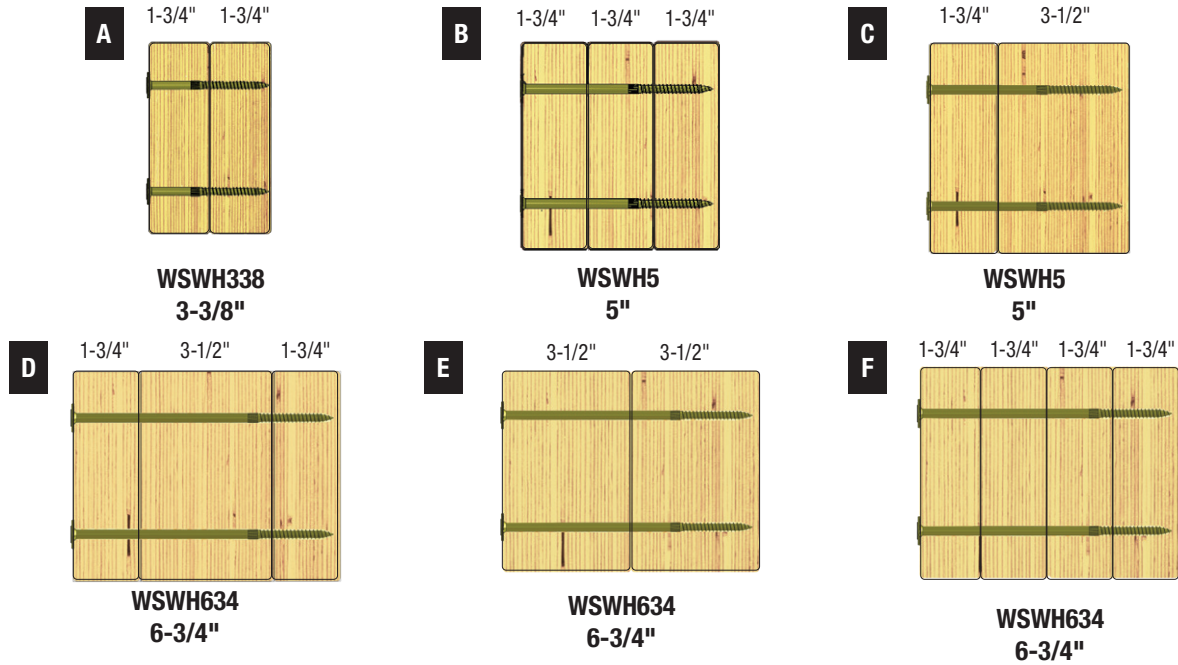 A
1-3/4" 1-3/4"
WSWH338
3-3/8"
B
1-3/4" 1-3/4" 1-3/4"
WSWH5
5"
C
1-3/4" 3-1/2"
WSWH5
5"
D
1-3/4" 3-1/2" 1-3/4"
WSWH634
6-3/4"
E
3-1/2" 3-1/2"
WSWH634
6-3/4"
F
1-3/4" 1-3/4" 1-3/4" 1-3/4"
WSWH634
6-3/4"